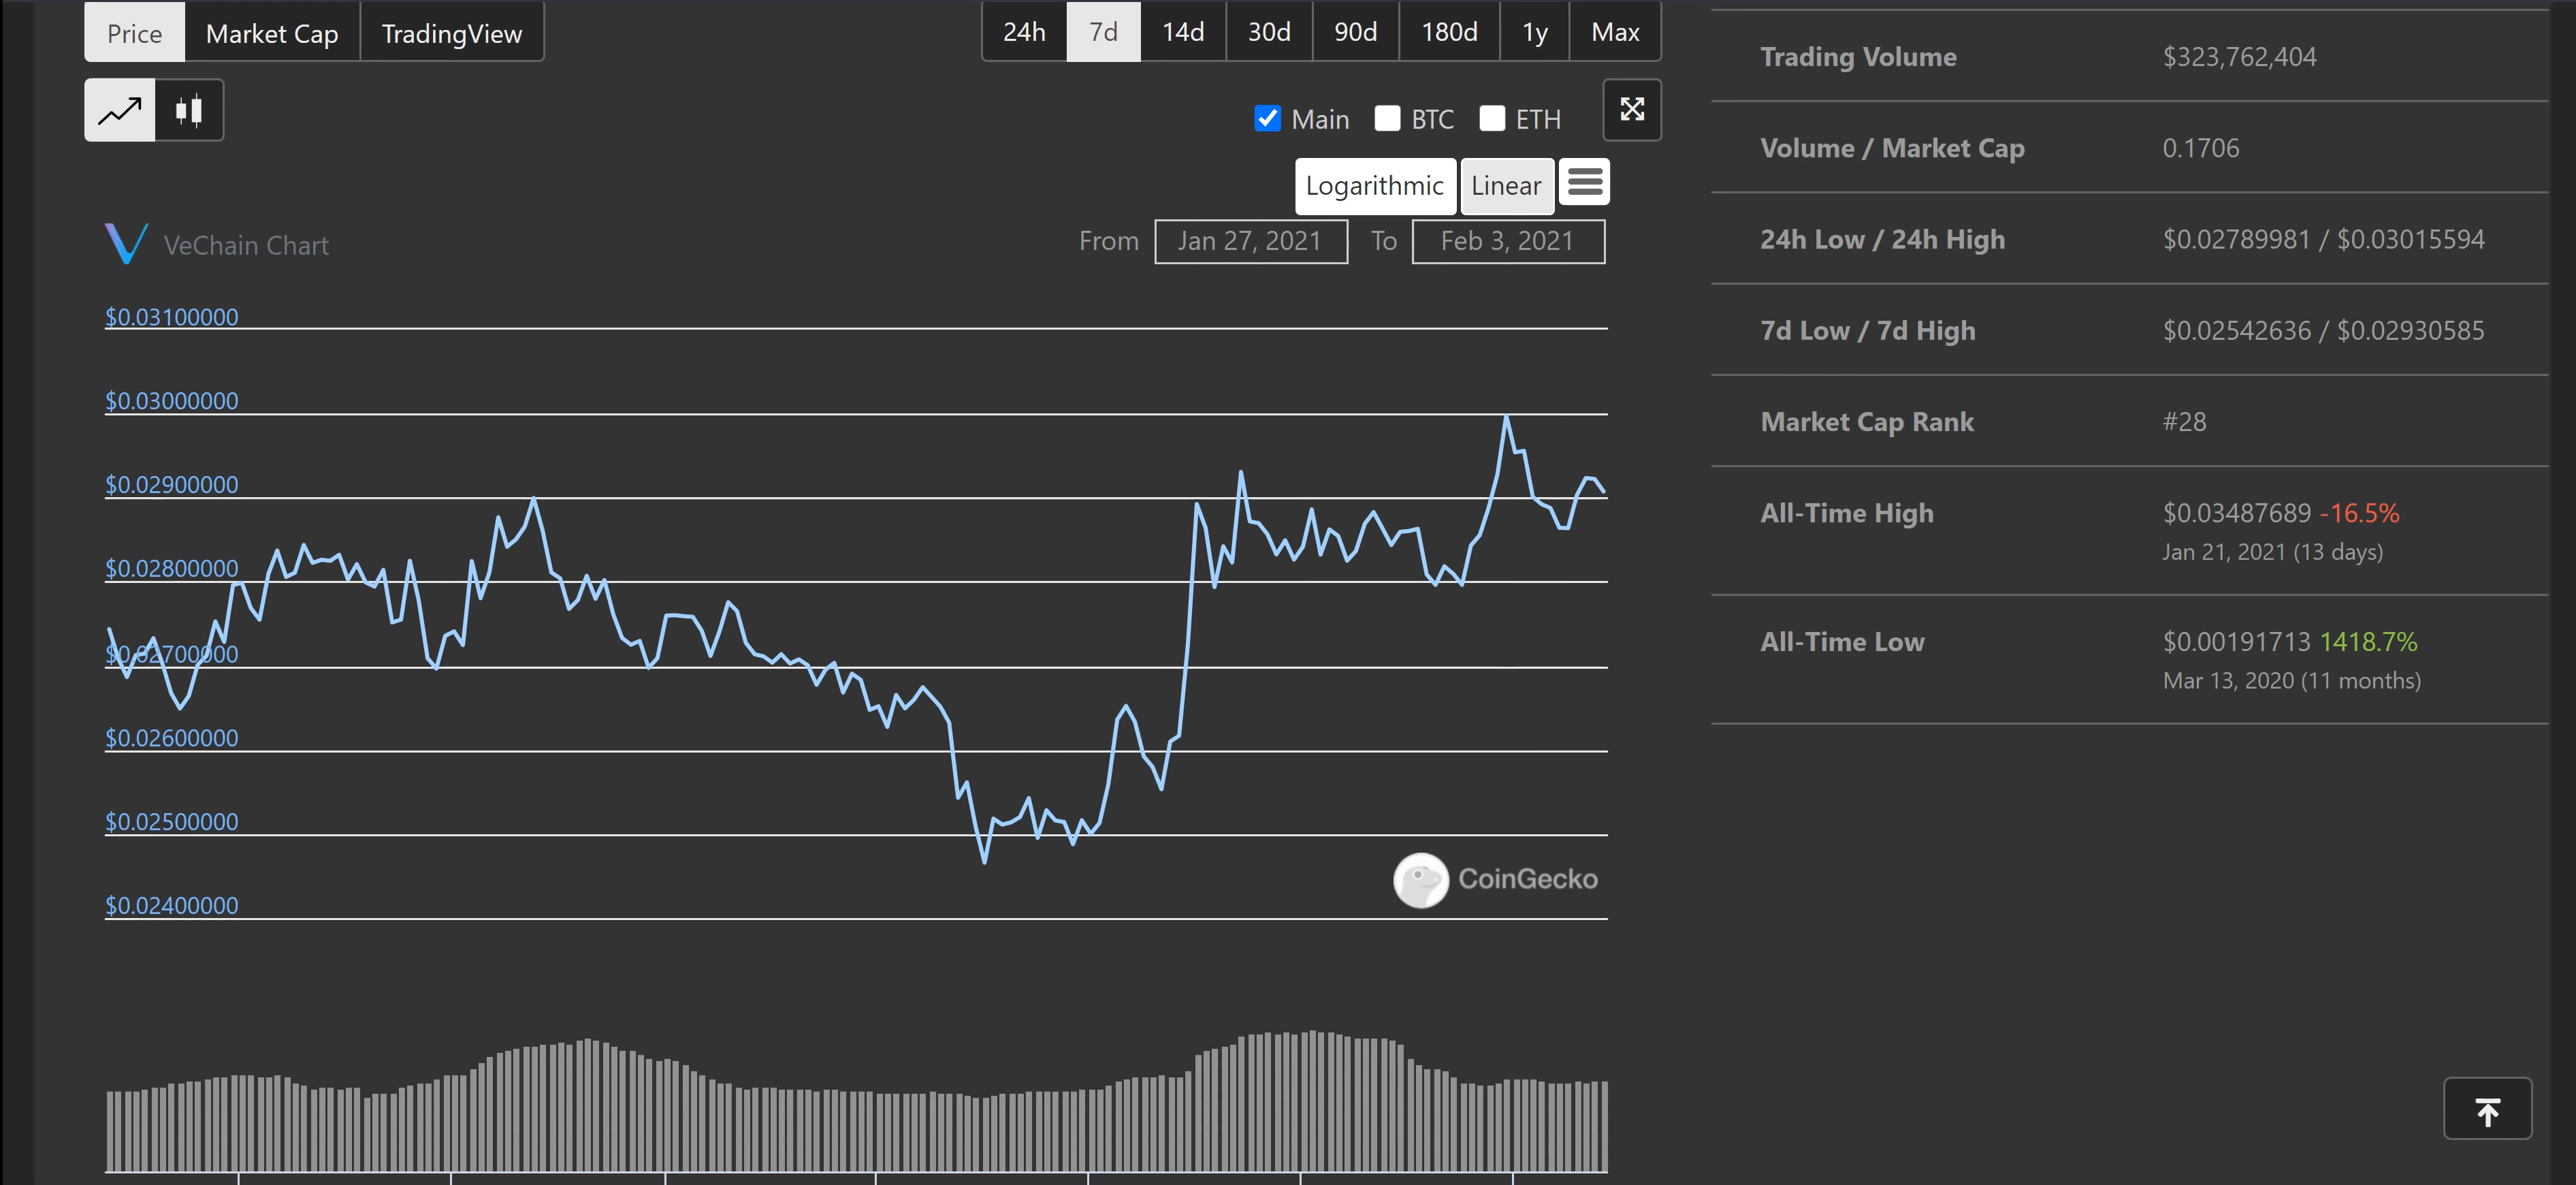 Price Market Cap TradingView
24h 7d 14d 30d 90d 180d 1y Max
Main BTC ETH
Logarithmic Linear
VeChain Chart
From Jan 27, 2021 To Feb 3, 2021
$0.03100000
$0.03000000
$0.02900000
$0.02800000
$0.02700000
$0.02600000
$0.02500000
$0.02400000
CoinGecko
Trading Volume $323,762,404
Volume / Market Cap 0.1706
24h Low / 24h High $0.02789981 / $0.03015594
7d Low / 7d High $0.02542636 / $0.02930585
Market Cap Rank #28
All-Time High $0.03487689 -16.5%
Jan 21, 2021 (13 days)
All-Time Low $0.00191713 1418.7%
Mar 13, 2020 (11 months)